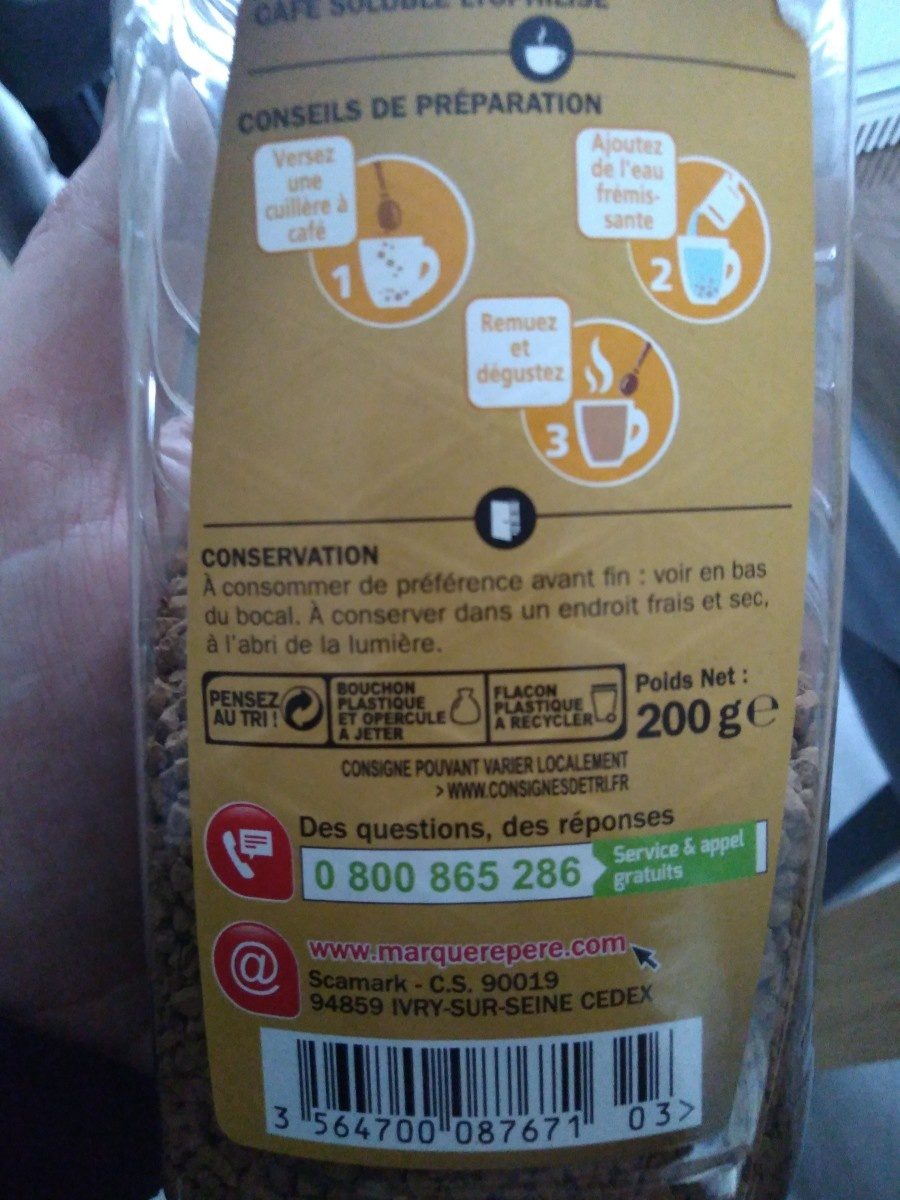 CAFÉ SOLUBLE LYOPHILISÉ
CONSEILS DE PRÉPARATION
Versez
une
cuillère à
café
1
Ajoutez
de l'eau
frémis-
sante
2
Remuez
et
dégustez
3
CONSERVATION
À consommer de préférence avant fin : voir en bas
du bocal. À conserver dans un endroit frais et sec,
à l'abri de la lumière.
PENSEZ
AU TRI !
BOUCHON
PLASTIQUE
ET OPERCULE
À JETER
FLACON
PLASTIQUE
À RECYCLER
Poids Net :
200 g e
CONSIGNE POUVANT VARIER LOCALEMENT
> WWW.CONSIGNESDETRI.FR
Des questions, des réponses
0 800 865 286
Service & appel
gratuits
@
www.marquerepere.com
Scamark - C.S. 90019
94859 IVRY-SUR-SEINE CEDEX
3 564700 087671 03>